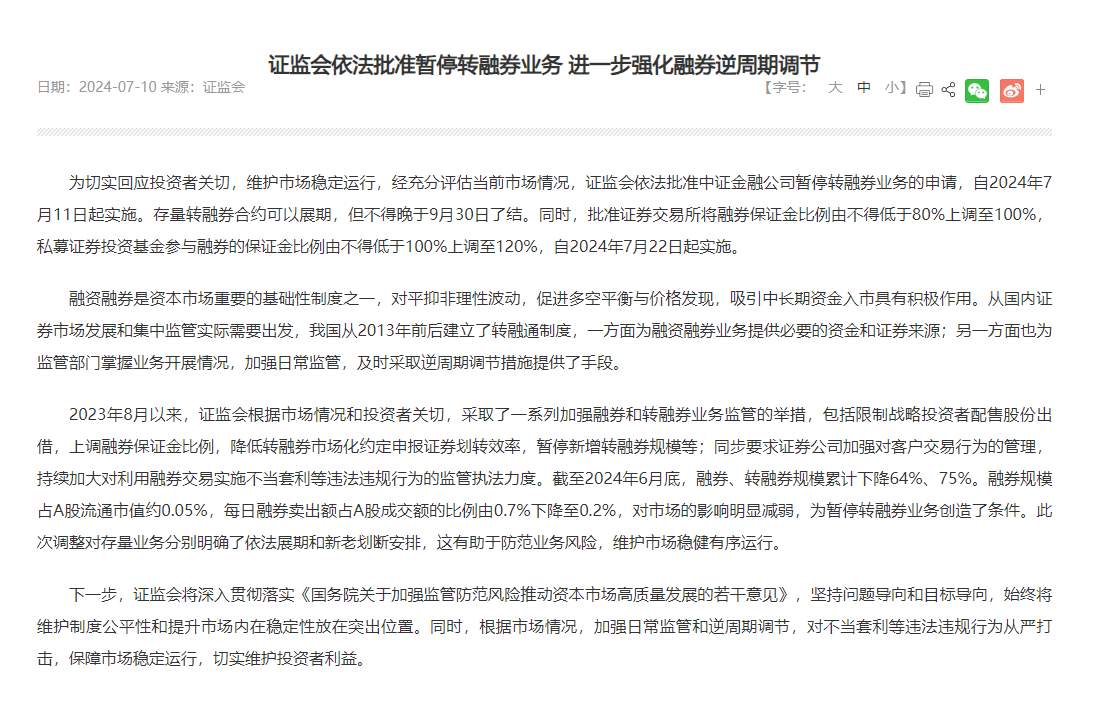 证监会依法批准暂停转融券业务 进一步强化融券逆周期调节
日期：2024-07-10 来源：证监会 【字号： 大 中 小】
为切实回应投资者关切，维护市场稳定运行，经充分评估当前市场情况，证监会依法批准中证金融公司暂停转融券业务的申请，自2024年7
月11日起实施。存量转融券合约可以展期，但不得晚于9月30日了结。同时，批准证券交易所将融券保证金比例由不得低于80%上调至100%，
私募证券投资基金参与融券的保证金比例由不得低于100%上调至120%，自2024年7月22日起实施。
融资融券是资本市场重要的基础性制度之一，对平抑非理性波动，促进多空平衡与价格发现，吸引中长期资金入市具有积极作用。从国内证
券市场发展和集中监管实际需要出发，我国从2013年前后建立了转融通制度，一方面为融资融券业务提供必要的资金和证券来源；另一方面也为
监管部门掌握业务开展情况，加强日常监管，及时采取逆周期调节措施提供了手段。
2023年8月以来，证监会根据市场情况和投资者关切，采取了一系列加强融券和转融券业务监管的举措，包括限制战略投资者配售股份出
借，上调融券保证金比例，降低转融券市场化约定申报证券划转效率，暂停新增转融券规模等；同步要求证券公司加强对客户交易行为的管理，
持续加大对利用融券交易实施不当套利等违法违规行为的监管执法力度。截至2024年6月底，融券、转融券规模累计下降64%、75%。融券规模
占A股流通市值约0.05%，每日融券卖出额占A股成交额的比例由0.7%下降至0.2%，对市场的影响明显减弱，为暂停转融券业务创造了条件。此
次调整对存量业务分别明确了依法展期和新老划断安排，这有助于防范业务风险，维护市场稳健有序运行。
下一步，证监会将深入贯彻落实《国务院关于加强监管防范风险推动资本市场高质量发展的若干意见》，坚持问题导向和目标导向，始终将
维护制度公平性和提升市场内在稳定性放在突出位置。同时，根据市场情况，加强日常监管和逆周期调节，对不当套利等违法违规行为从严打
击，保障市场稳定运行，切实维护投资者利益。